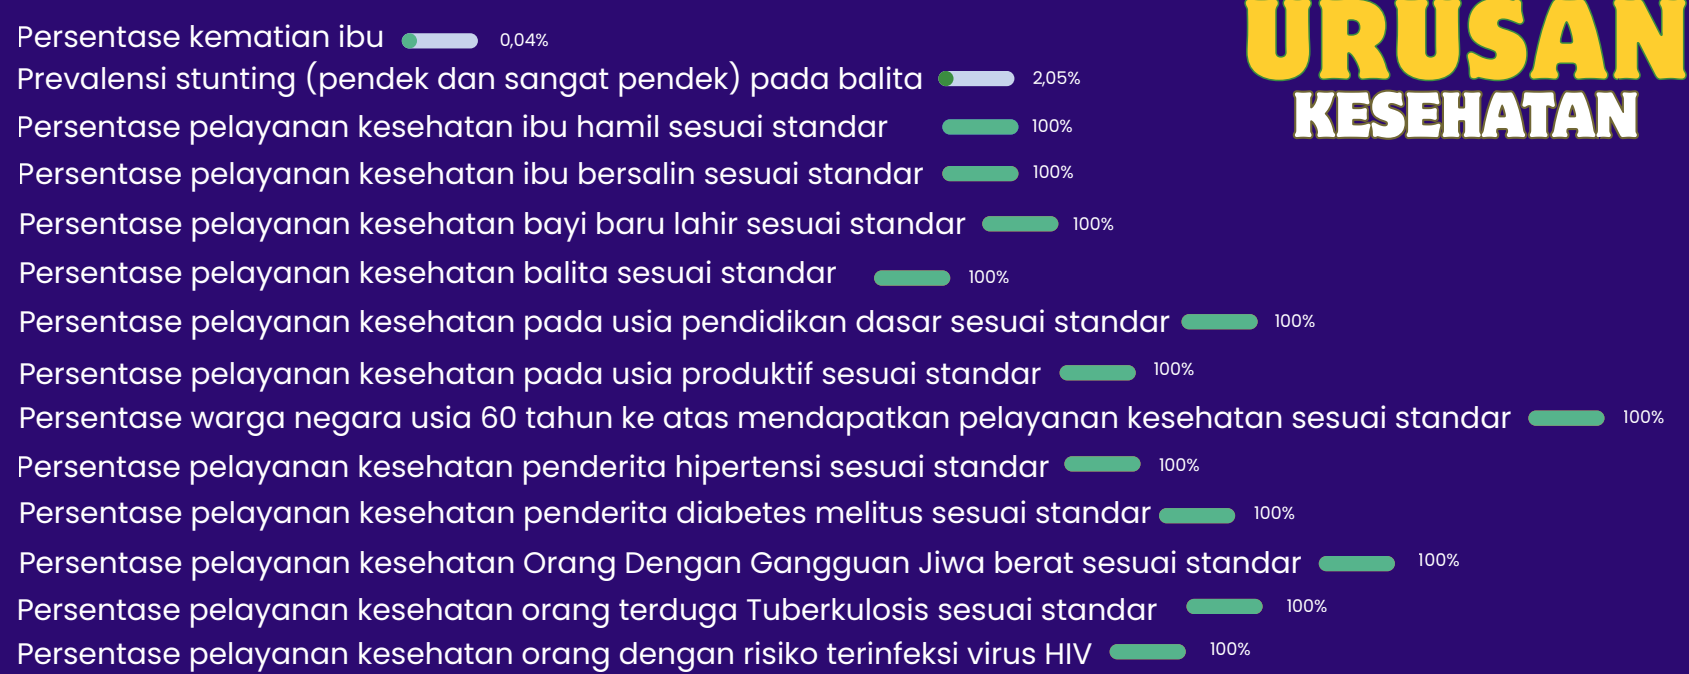 URUSAN
KESEHATAN
Persentase kematian ibu 0,04%
Prevalensi stunting (pendek dan sangat pendek) pada balita 2,05%
Persentase pelayanan kesehatan ibu hamil sesuai standar 100%
Persentase pelayanan kesehatan ibu bersalin sesuai standar 100%
Persentase pelayanan kesehatan bayi baru lahir sesuai standar 100%
Persentase pelayanan kesehatan balita sesuai standar 100%
Persentase pelayanan kesehatan pada usia pendidikan dasar sesuai standar 100%
Persentase pelayanan kesehatan pada usia produktif sesuai standar 100%
Persentase warga negara usia 60 tahun ke atas mendapatkan pelayanan kesehatan sesuai standar 100%
Persentase pelayanan kesehatan penderita hipertensi sesuai standar 100%
Persentase pelayanan kesehatan penderita diabetes melitus sesuai standar 100%
Persentase pelayanan kesehatan Orang Dengan Gangguan Jiwa berat sesuai standar 100%
Persentase pelayanan kesehatan orang terduga Tuberkulosis sesuai standar 100%
Persentase pelayanan kesehatan orang dengan risiko terinfeksi virus HIV 100%